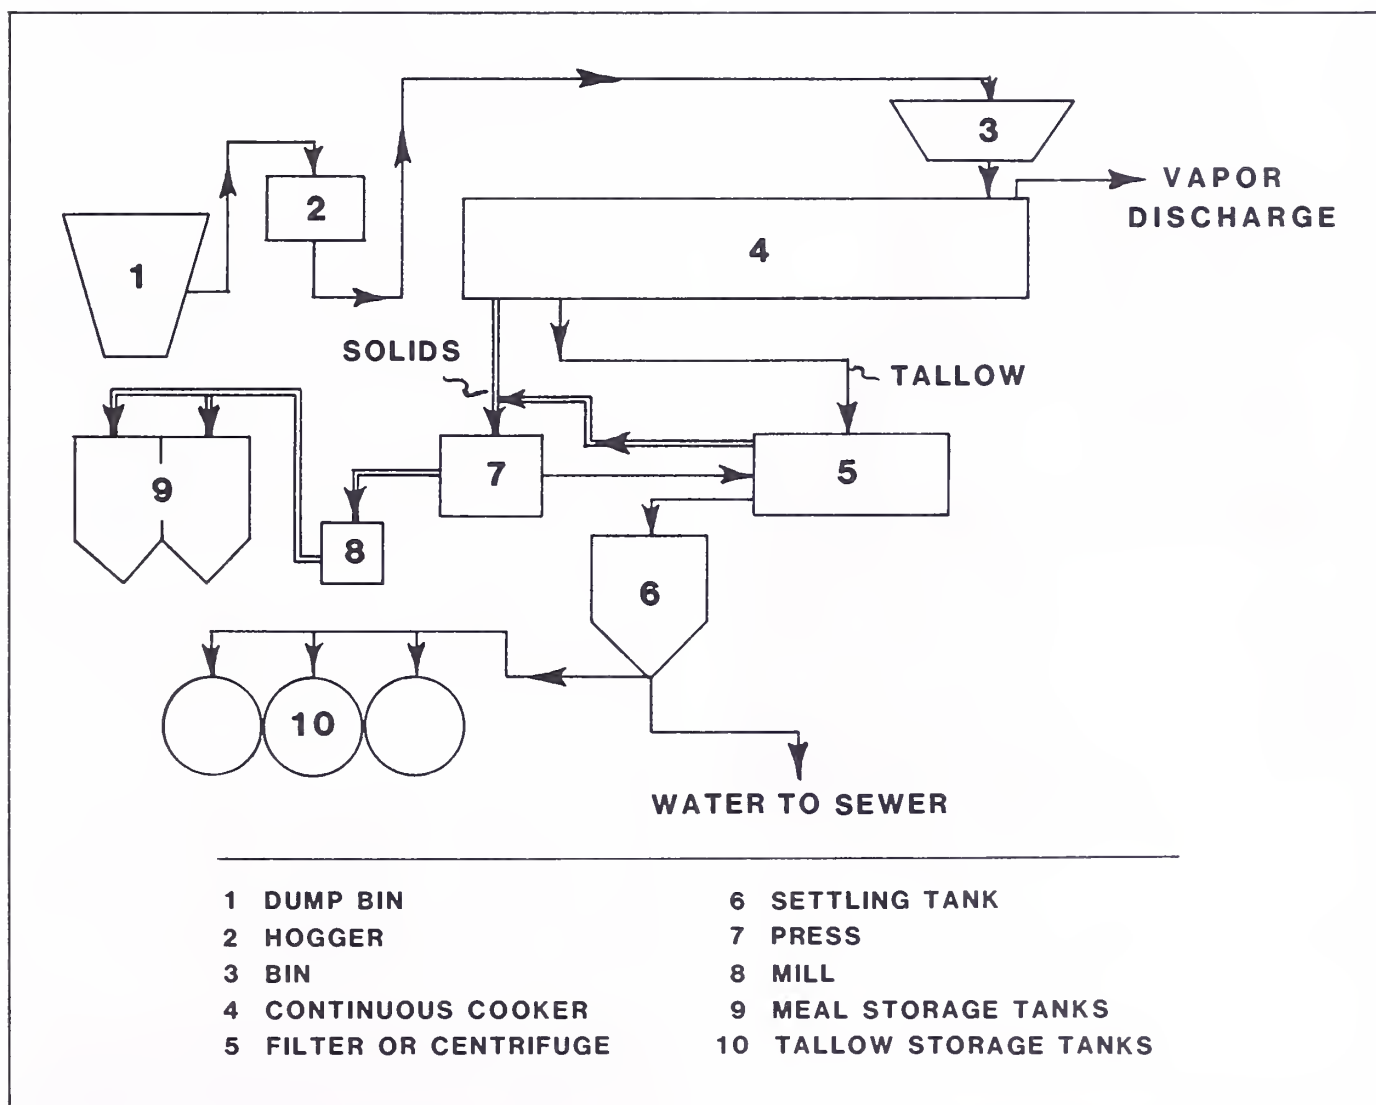 3
2
VAPOR
DISCHARGE
1
4
SOLIDS
TALLOW
7
5
9
8
6
10
WATER TO SEWER
1 DUMP BIN
2 HOGGER
3 BIN
4 CONTINUOUS COOKER
5 FILTER OR CENTRIFUGE
6 SETTLING TANK
7 PRESS
8 MILL
9 MEAL STORAGE TANKS
10 TALLOW STORAGE TANKS